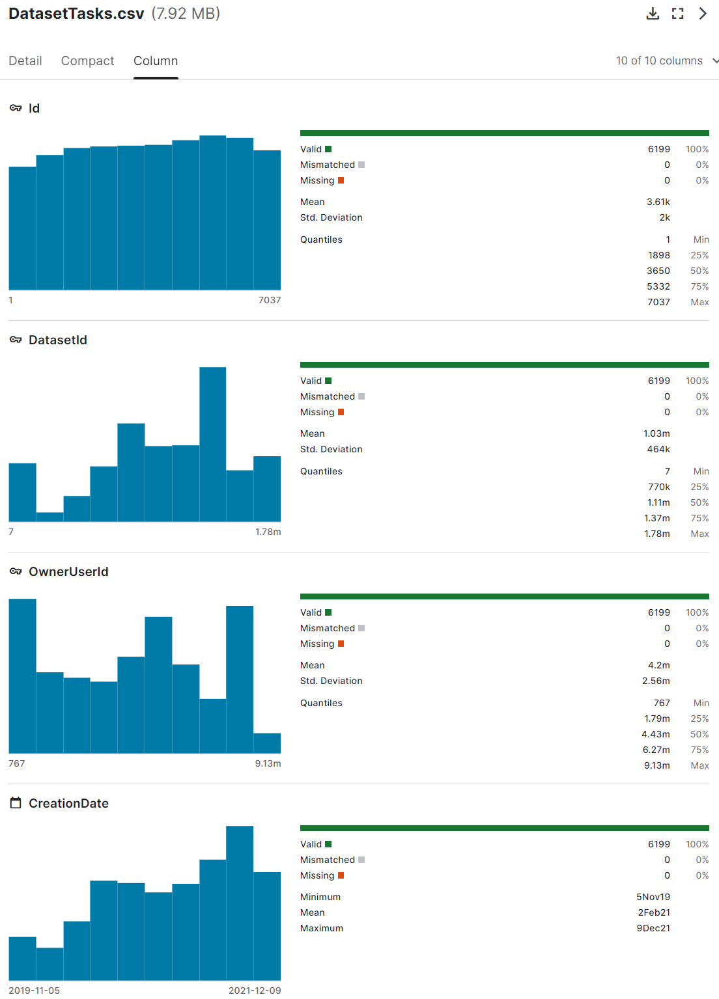 DatasetTasks.csv (7.92 MB)
Detail Compact Column 10 of 10 columns
Id
Valid 6199 100%
Mismatched 0 0%
Missing 0 0%
Mean 3.61k
Std. Deviation 2k
Quantiles 1 Min
1898 25%
3650 50%
5332 75%
7037 Max
1 7037
DatasetId
Valid 6199 100%
Mismatched 0 0%
Missing 0 0%
Mean 1.03m
Std. Deviation 464k
Quantiles 7 Min
770k 25%
1.11m 50%
1.37m 75%
1.78m Max
7 1.78m
OwnerUserId
Valid 6199 100%
Mismatched 0 0%
Missing 0 0%
Mean 4.2m
Std. Deviation 2.56m
Quantiles 767 Min
1.79m 25%
4.43m 50%
6.27m 75%
9.13m Max
767 9.13m
CreationDate
Valid 6199 100%
Mismatched 0 0%
Missing 0 0%
Minimum 5Nov19
Mean 2Feb21
Maximum 9Dec21
2019-11-05 2021-12-09